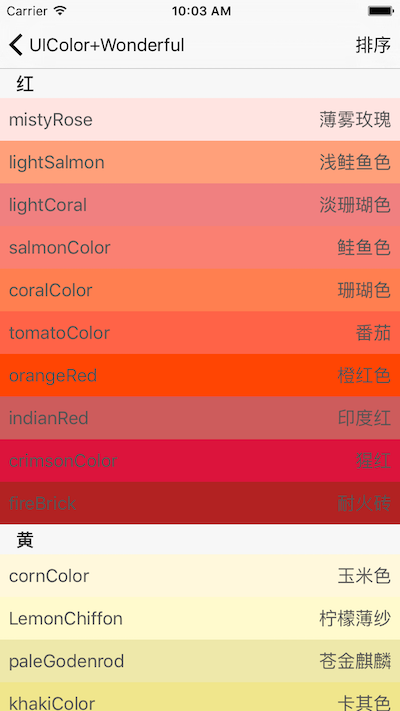 Carrier 10:03 AM
UIColor+Wonderful 排序
红
mistyRose 薄雾玫瑰
lightSalmon 浅鲑鱼色
lightCoral 淡珊瑚色
salmonColor 鲑鱼色
coralColor 珊瑚色
tomatoColor 番茄
orangeRed 橙红色
indianRed 印度红
crimsonColor 猩红
fireBrick 耐火砖
黄
cornColor 玉米色
LemonChiffon 柠檬薄纱
paleGodenrod 苍金麒麟
khakiColor 卡其色